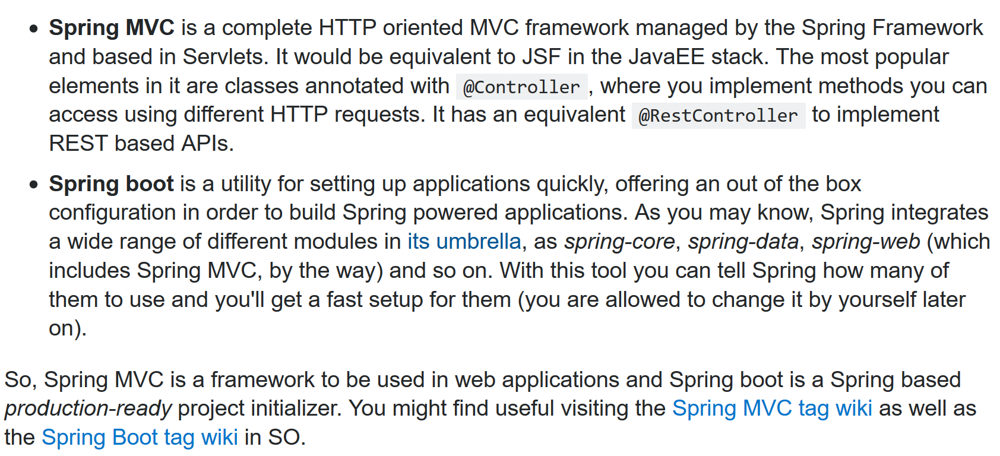 • Spring MVC is a complete HTTP oriented MVC framework managed by the Spring Framework
and based in Servlets. It would be equivalent to JSF in the JavaEE stack. The most popular
elements in it are classes annotated with @Controller, where you implement methods you can
access using different HTTP requests. It has an equivalent @RestController to implement
REST based APIs.
• Spring boot is a utility for setting up applications quickly, offering an out of the box
configuration in order to build Spring powered applications. As you may know, Spring integrates
a wide range of different modules in its umbrella, as spring-core, spring-data, spring-web (which
includes Spring MVC, by the way) and so on. With this tool you can tell Spring how many of
them to use and you'll get a fast setup for them (you are allowed to change it by yourself later
on).
So, Spring MVC is a framework to be used in web applications and Spring boot is a Spring based
production-ready project initializer. You might find useful visiting the Spring MVC tag wiki as well as
the Spring Boot tag wiki in SO.